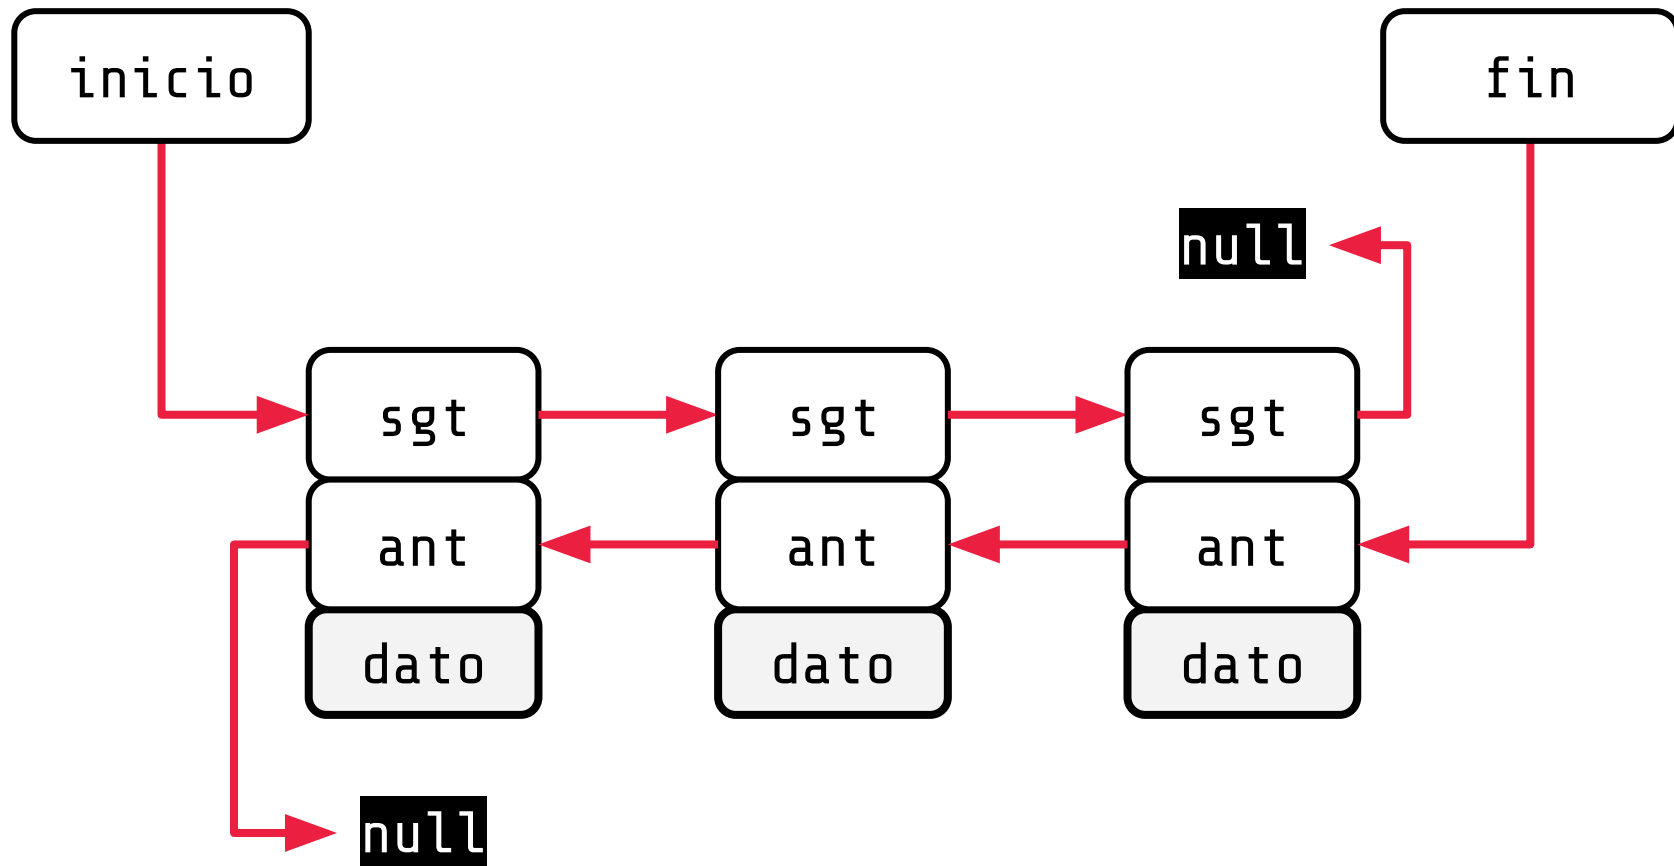 inicio
fin
null
sgt
sgt
sgt
ant
ant
ant
dato
dato
dato
null